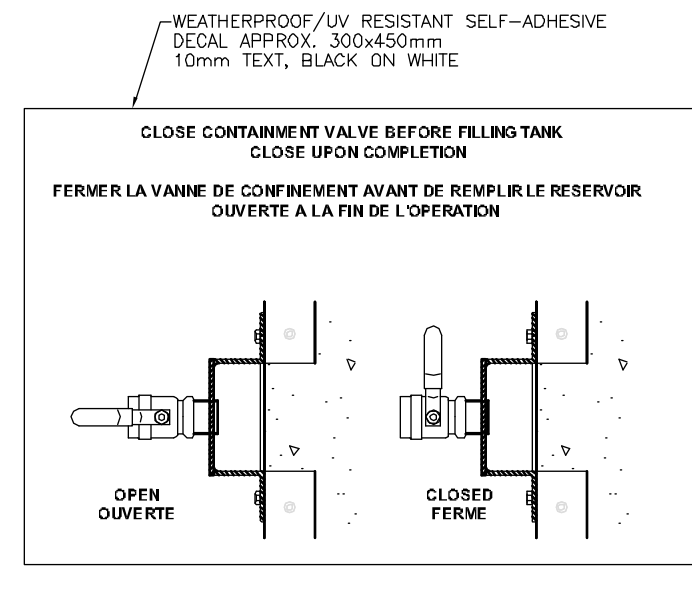 WEATHERPROOF/UV RESISTANT SELF-ADHESIVE
DECAL APPROX. 300x450mm
10mm TEXT, BLACK ON WHITE
CLOSE CONTAINMENT VALVE BEFORE FILLING TANK
CLOSE UPON COMPLETION
FERMER LA VANNE DE CONFINEMENT AVANT DE REMPLIR LE RESERVOIR
OUVERTE A LA FIN DE L'OPERATION
OPEN
OUVERTE
CLOSED
FERME